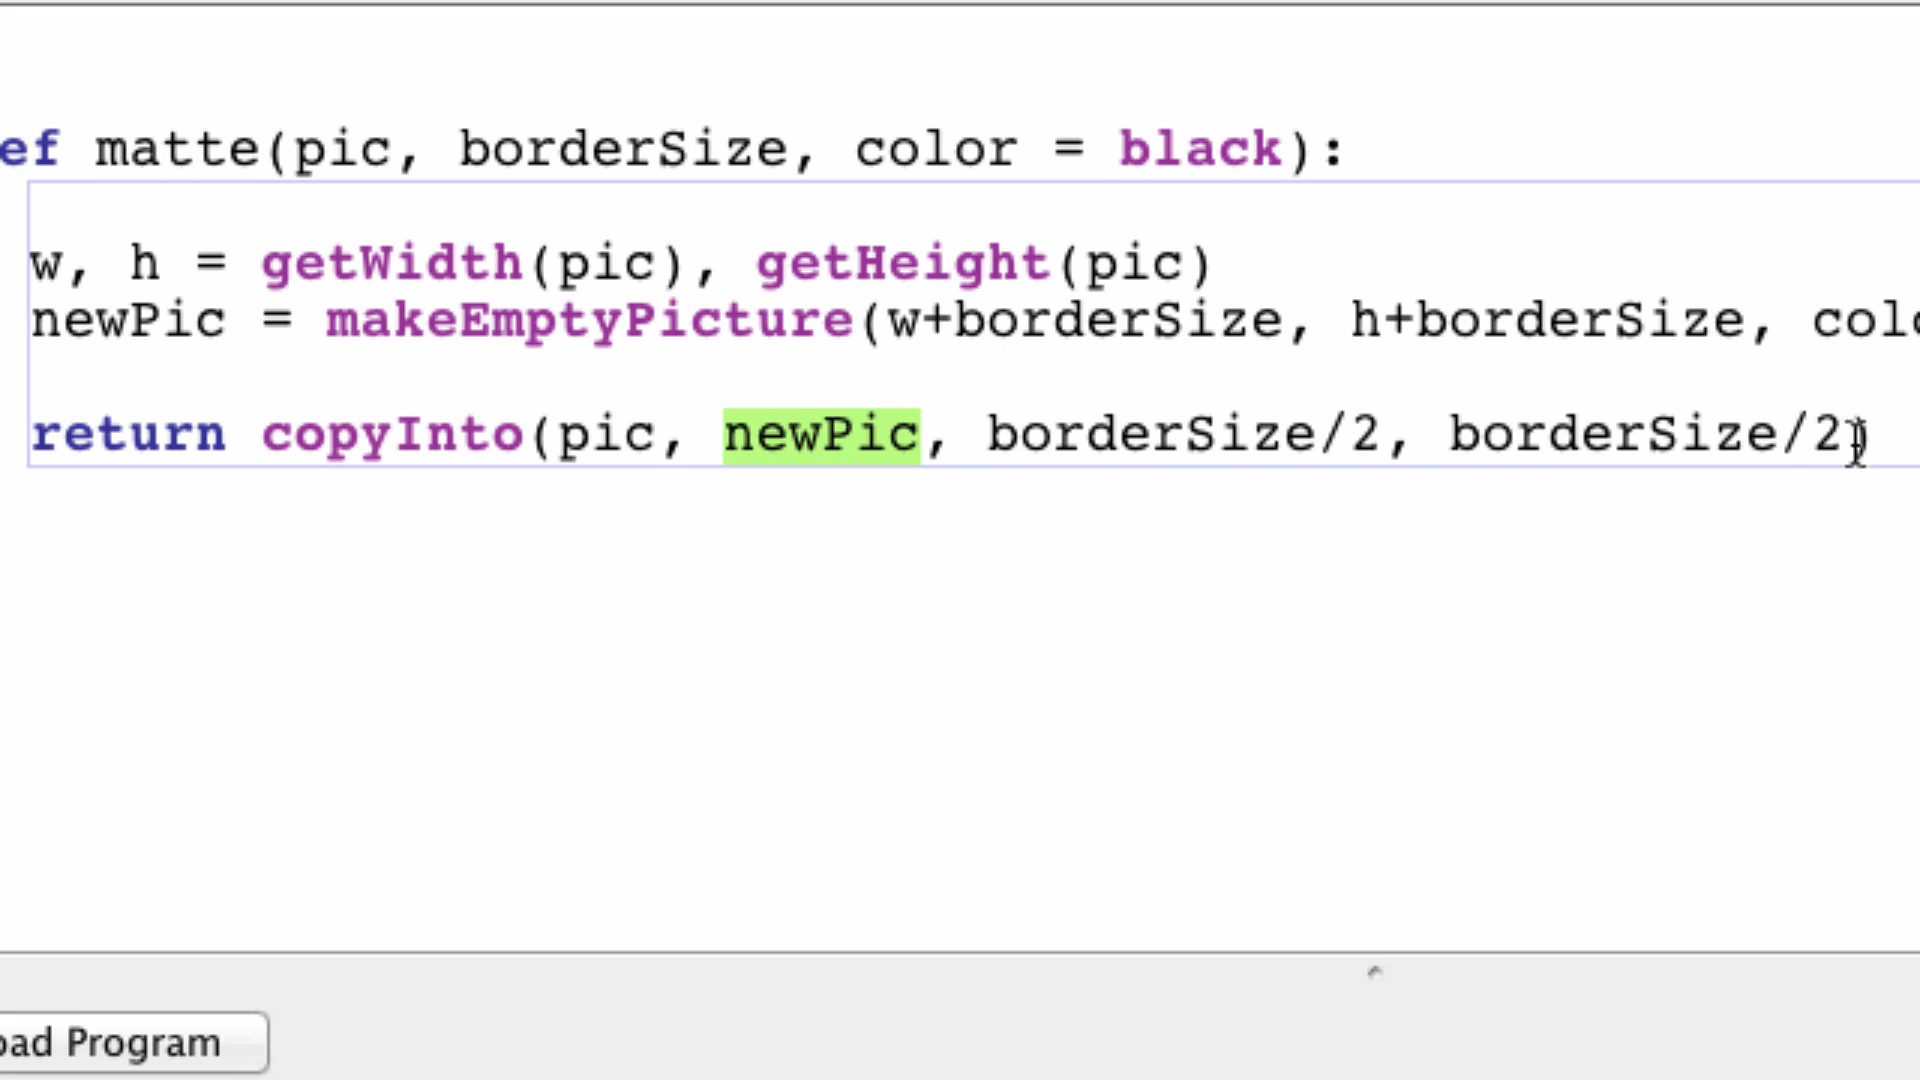 ef matte(pic, borderSize, color = black):
w, h = getWidth(pic), getHeight(pic)
newPic = makeEmptyPicture(w+borderSize, h+borderSize, colo
return copyInto(pic, newPic, borderSize/2, borderSize/2)
oad Program